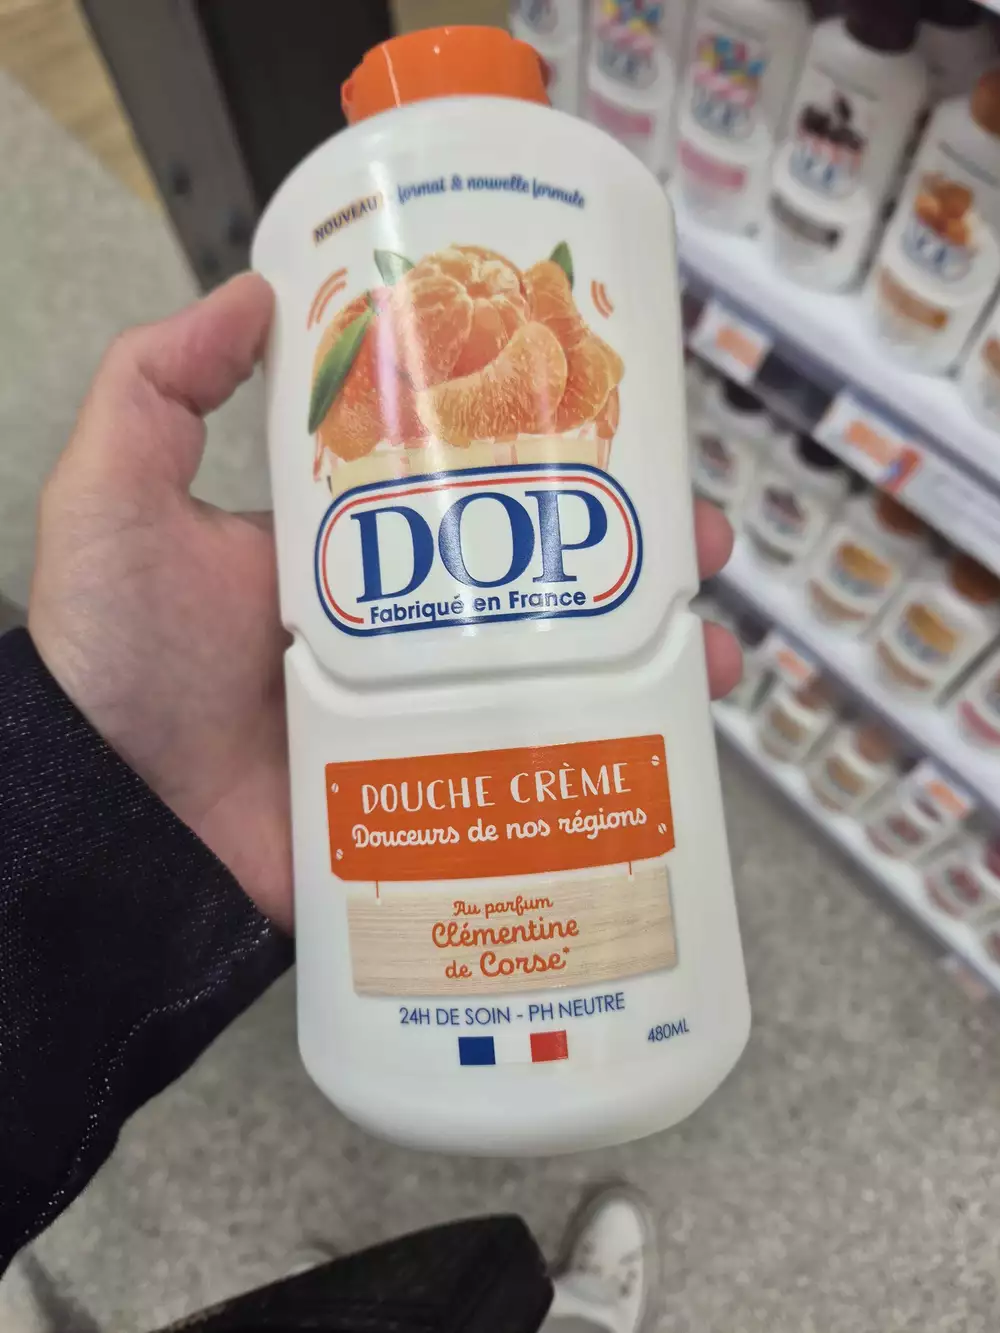 NOUVEAU format & nouvelle formule
DOP
Fabriqué en France
DOUCHE CRÈME
Douceurs de nos régions
Au parfum
Clémentine
de Corse*
24H DE SOIN - PH NEUTRE
480ML